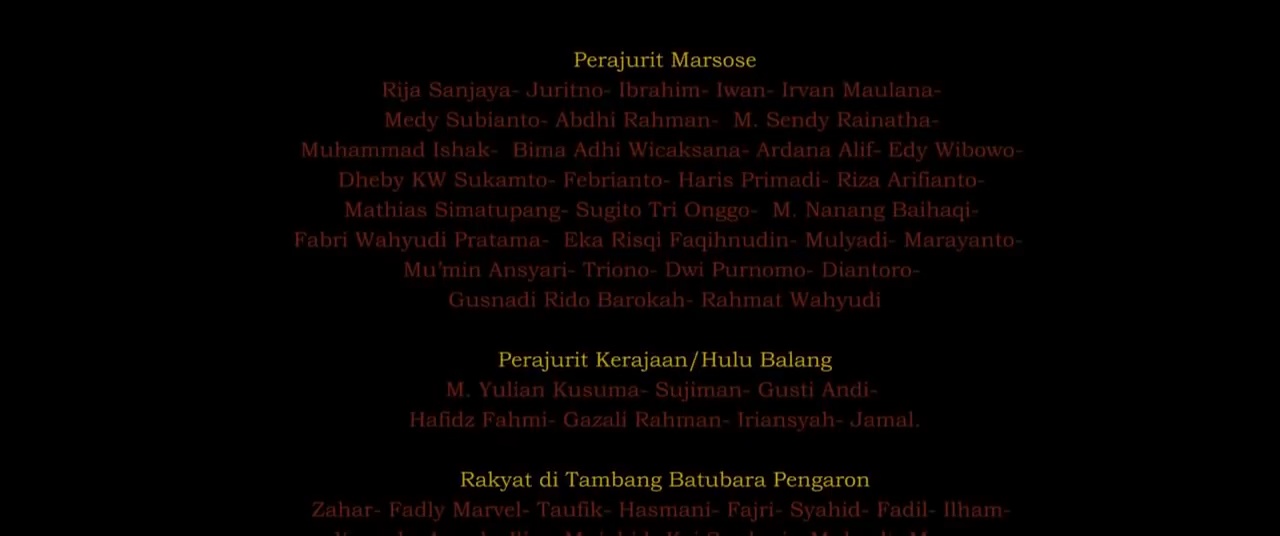 Perajurit Marsose
Rija Sanjaya- Juritno- Ibrahim- Iwan- Irvan Maulana-
Medy Subianto- Abdhi Rahman- M. Sendy Rainatha-
Muhammad Ishak- Bima Adhi Wicaksana- Ardana Alif- Edy Wibowo-
Dheby KW Sukamto- Febrianto- Haris Primadi- Riza Arifianto-
Mathias Simatupang- Sugito Tri Onggo- M. Nanang Baihaqi-
Fabri Wahyudi Pratama- Eka Risqi Faqihnudin- Mulyadi- Marayanto-
Mu'min Ansyari- Triono- Dwi Purnomo- Diantoro-
Gusnadi Rido Barokah- Rahmat Wahyudi
Perajurit Kerajaan/Hulu Balang
M. Yulian Kusuma- Sujiman- Gusti Andi-
Hafidz Fahmi- Gazali Rahman- Iriansyah- Jamal.
Rakyat di Tambang Batubara Pengaron
Zahar- Fadly Marvel- Taufik- Hasmani- Fajri- Syahid- Fadil- Ilham-